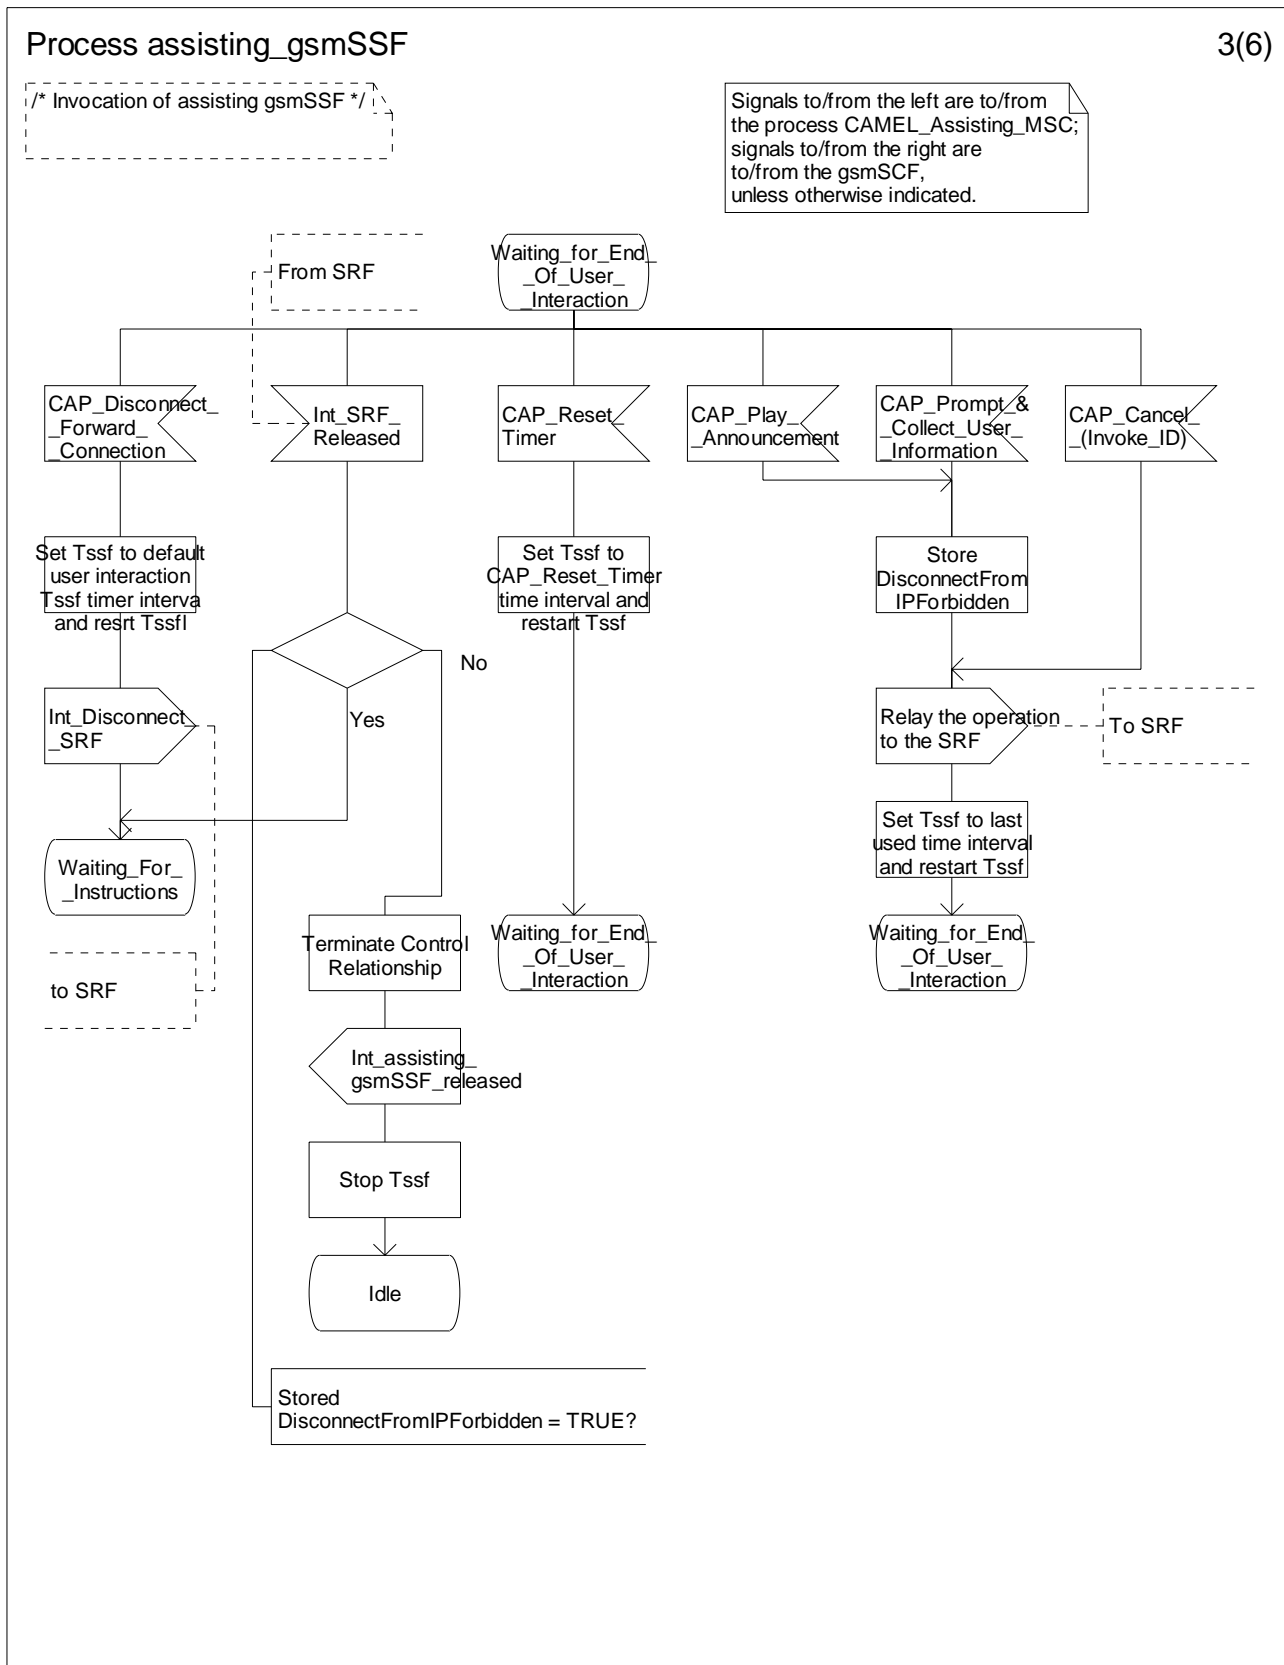 Process assisting_gsmSSF
3(6)
/* Invocation of assisting gsmSSF */
Signals to/from the left are to/from
the process CAMEL_Assisting_MSC;
signals to/from the right are
to/from the gsmSCF,
unless otherwise indicated.
From SRF
Waiting_for_End_
_Of_User_
_Interaction
CAP_Disconnect_
_Forward_
_Connection
Int_SRF_
Released
CAP_Reset_
Timer
CAP_Play_
_Announcement
CAP_Prompt_&
_Collect_User_
_Information
CAP_Cancel_
_(Invoke_ID)
Set Tssf to default
user interaction
Tssf timer interva
and resrt Tssfl
Set Tssf to
CAP_Reset_Timer
time interval and
restart Tssf
Store
DisconnectFrom
IPForbidden
No
Yes
Int_Disconnect_
_SRF
Relay the operation
to the SRF
To SRF
Set Tssf to last
used time interval
and restart Tssf
Waiting_For_
_Instructions
Terminate Control
Relationship
Waiting_for_End_
_Of_User_
_Interaction
Waiting_for_End_
_Of_User_
_Interaction
to SRF
Int_assisting_
gsmSSF_released
Stop Tssf
Idle
Stored
DisconnectFromIPForbidden = TRUE?